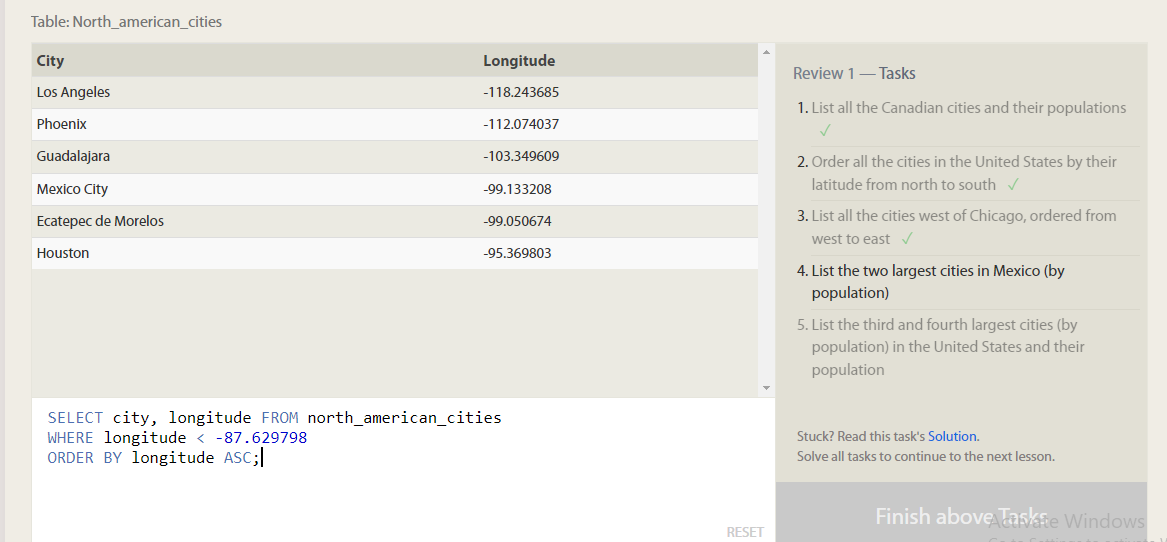 Table: North_american_cities
City Longitude
Los Angeles -118.243685
Phoenix -112.074037
Guadalajara -103.349609
Mexico City -99.133208
Ecatepec de Morelos -99.050674
Houston -95.369803
SELECT city, longitude FROM north_american_cities
WHERE longitude < -87.629798
ORDER BY longitude ASC;
RESET
Review 1 — Tasks
1. List all the Canadian cities and their populations
✓
2. Order all the cities in the United States by their
latitude from north to south ✓
3. List all the cities west of Chicago, ordered from
west to east ✓
4. List the two largest cities in Mexico (by
population)
5. List the third and fourth largest cities (by
population) in the United States and their
population
Stuck? Read this task's Solution.
Solve all tasks to continue to the next lesson.
Finish above Tasks
Activate Windows